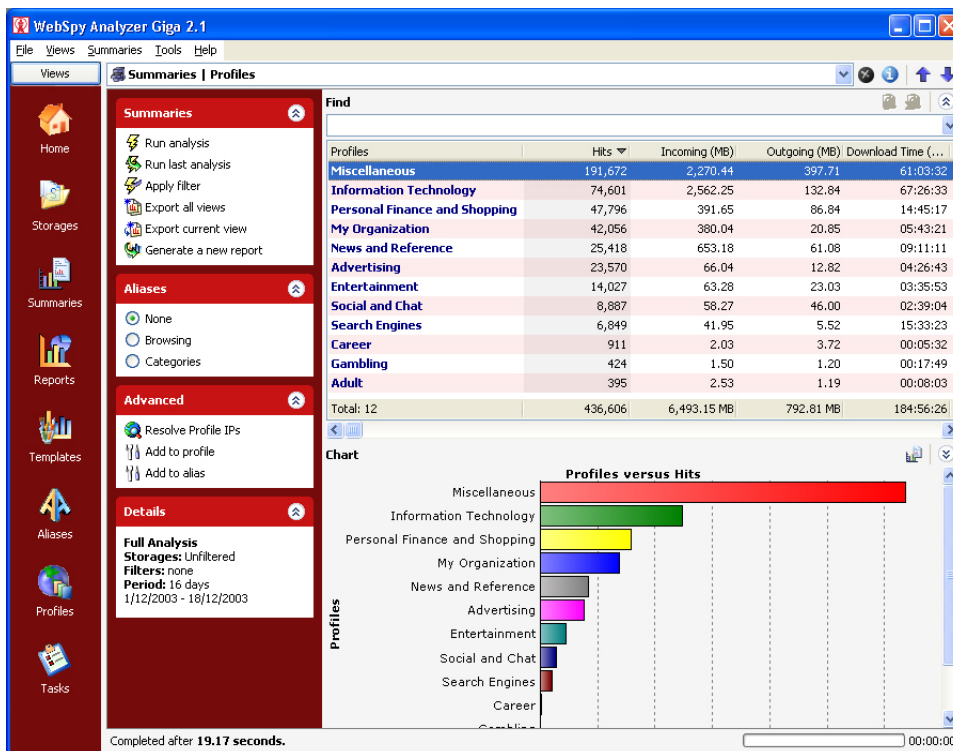 WebSpy Analyzer Giga 2.1
File Views Summaries Tools Help
Views
Summaries | Profiles
Home
Storages
Summaries
Reports
Templates
Aliases
Profiles
Tasks
Summaries
Run analysis
Run last analysis
Apply filter
Export all views
Export current view
Generate a new report
Aliases
None
Browsing
Categories
Advanced
Resolve Profile IPs
Add to profile
Add to alias
Details
Full Analysis
Storages: Unfiltered
Filters: none
Period: 16 days
1/12/2003 - 18/12/2003
Find
Profiles Hits Incoming (MB) Outgoing (MB) Download Time (...
Miscellaneous 191,672 2,270.44 397.71 61:03:32
Information Technology 74,601 2,562.25 132.84 67:26:33
Personal Finance and Shopping 47,796 391.65 86.84 14:45:17
My Organization 42,056 380.04 20.85 05:43:21
News and Reference 25,418 653.18 61.08 09:11:11
Advertising 23,570 66.04 12.82 04:26:43
Entertainment 14,027 63.28 23.03 03:35:53
Social and Chat 8,887 58.27 46.00 02:39:04
Search Engines 6,849 41.95 5.52 15:33:23
Career 911 2.03 3.72 00:05:32
Gambling 424 1.50 1.20 00:17:49
Adult 395 2.53 1.19 00:08:03
Total: 12 436,606 6,493.15 MB 792.81 MB 184:56:26
Chart
Profiles versus Hits
Profiles
Miscellaneous
Information Technology
Personal Finance and Shopping
My Organization
News and Reference
Advertising
Entertainment
Social and Chat
Search Engines
Career
Gambling
Completed after 19.17 seconds.
00:00:00